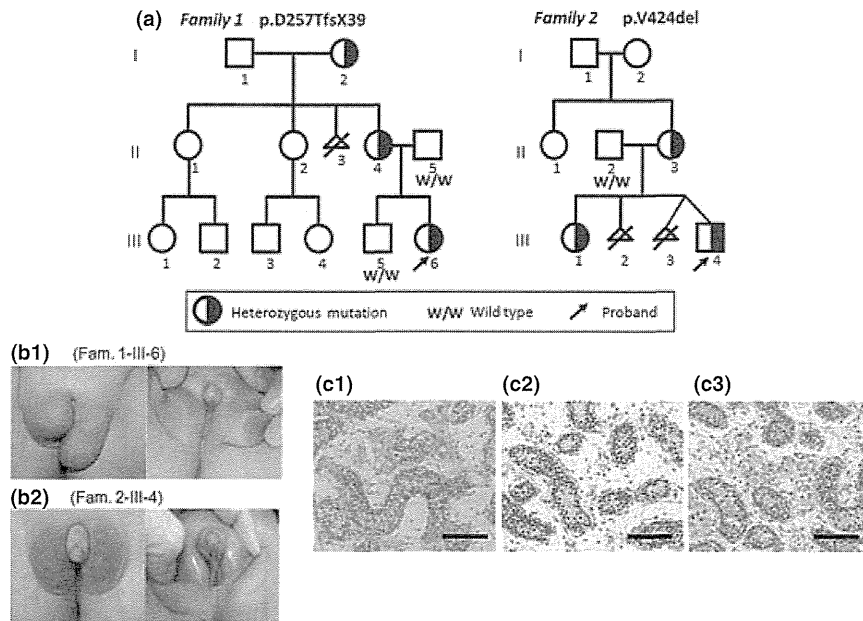 (a) Family 1 p.D257TfsX39 Family 2 p.V424del
I 1 2 1 2
II 1 2 3 4 5 1 2 3
W/W W/W
III 1 2 3 4 5 6 1 2 3 4
W/W
Heterozygous mutation W/W Wild type Proband
(b1) (Fam. 1-III-6)
(c1) (c2) (c3)
(b2) (Fam. 2-III-4)